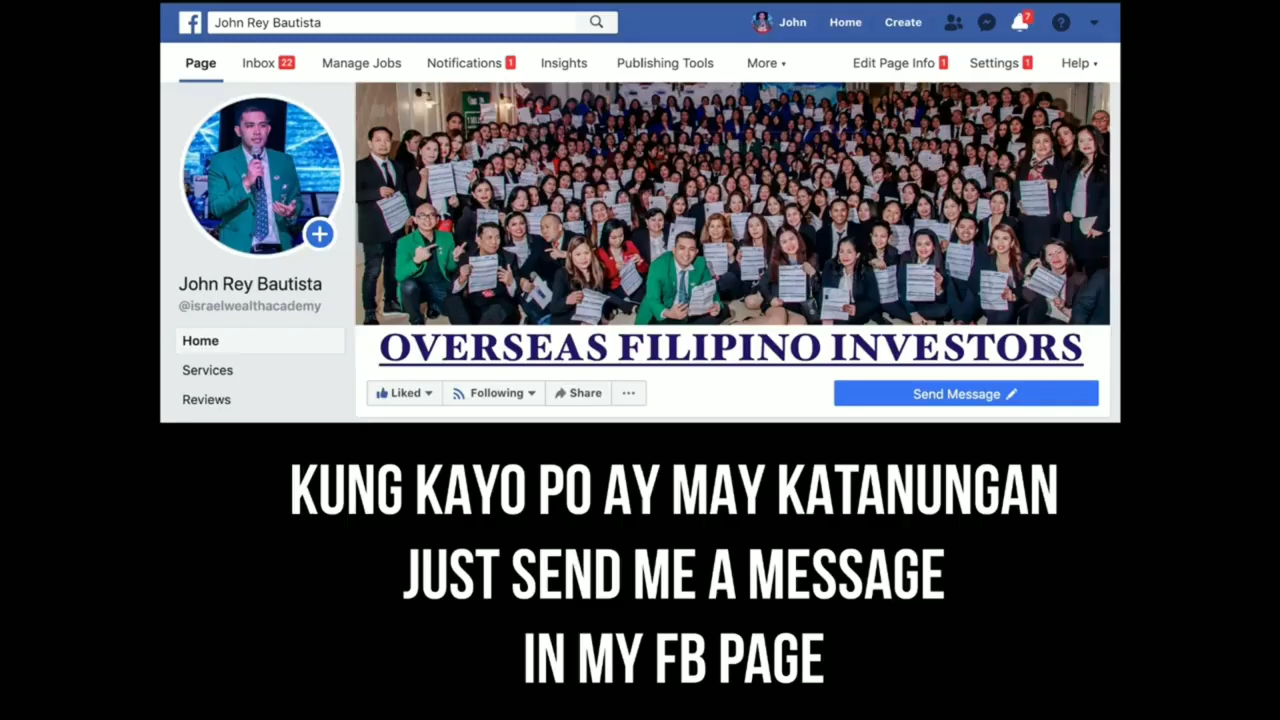 John Rey Bautista
John
Home
Create
7
Page
Inbox 22
Manage Jobs
Notifications 1
Insights
Publishing Tools
More
Edit Page Info 1
Settings 1
Help
John Rey Bautista
@israelwealthacademy
Home
Services
Reviews
OVERSEAS FILIPINO INVESTORS
Liked
Following
Share
Send Message
KUNG KAYO PO AY MAY KATANUNGAN
JUST SEND ME A MESSAGE
IN MY FB PAGE